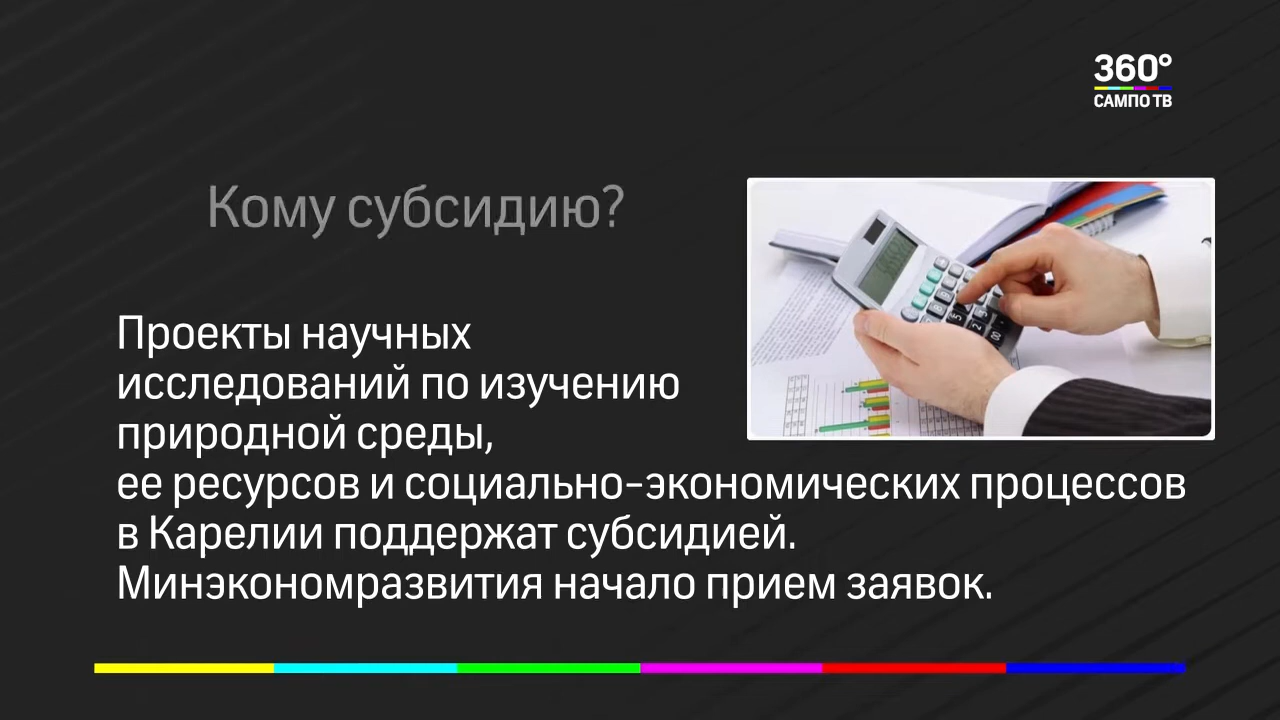 360°
САМПО ТВ
Кому субсидию?
Проекты научных
исследований по изучению
природной среды,
ее ресурсов и социально-экономических процессов
в Карелии поддержат субсидией.
Минэкономразвития начало прием заявок.